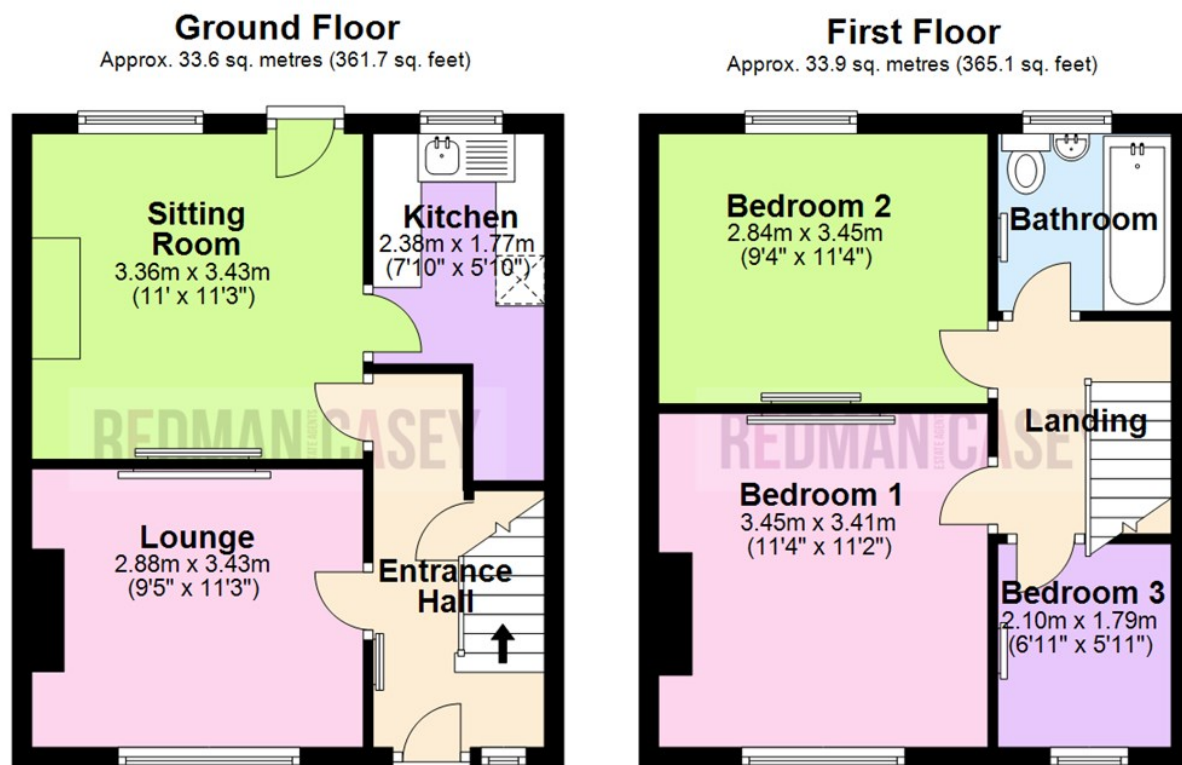 Ground Floor
Approx. 33.6 sq. metres (361.7 sq. feet)
Sitting
Room
3.36m x 3.43m
(11' x 11'3")
Kitchen
2.38m x 1.77m
(7'10" x 5'10")
Lounge
2.88m x 3.43m
(9'5" x 11'3")
Entrance
Hall
REDMAN CASEY
ESTATE AGENTS
First Floor
Approx. 33.9 sq. metres (365.1 sq. feet)
Bedroom 2
2.84m x 3.45m
(9'4" x 11'4")
Bathroom
Landing
Bedroom 1
3.45m x 3.41m
(11'4" x 11'2")
Bedroom 3
2.10m x 1.79m
(6'11" x 5'11")
REDMAN CASEY
ESTATE AGENTS